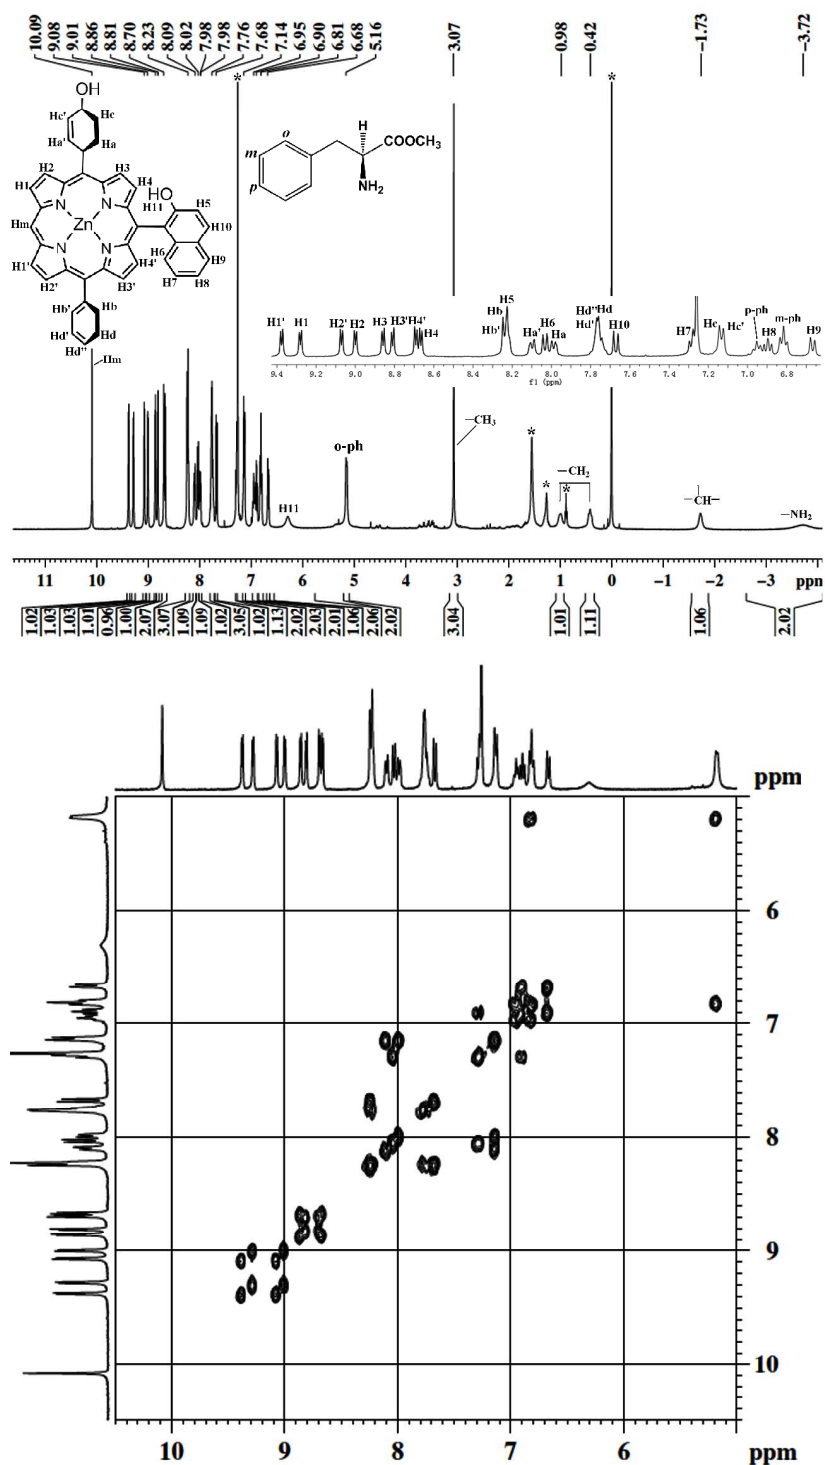 10.09 9.08 9.01 8.86 8.81 8.70 8.23 8.09 8.02 7.98 7.98 7.76 7.68 7.14 6.95 6.90 6.81 6.68 5.16 3.07 0.98 0.42 −1.73 −3.72
* *
OH
Hc' Hc
Ha' Ha
H2 H3
H1 H4
HO H11 H5
Hm N N Zn N N H10
H6 H9
H1' H4' H7 H8
H2' H3'
Hb' Hb
Hd' Hd
Hd''
Hm
o H COOCH3
m
p NH2
H1' H1 H2' H2 H3 H3' H4' H4 Hb Hb' H5 Ha' H6 Ha Hd'' Hd Hd' H10 H7 Hc Hc' p-ph H8 m-ph H9
9.4 9.2 9.0 8.8 8.6 8.4 8.2 8.0 7.8 7.6 7.4 7.2 7.0 6.8
f1 (ppm)
H11
o-ph
—CH3
* * *
—CH2
—CH—
—NH2
11 10 9 8 7 6 5 4 3 2 1 0 −1 −2 −3 ppm
1.02 1.03 1.03 1.01 0.96 1.00 2.07 3.07 1.09 1.09 1.02 3.05 1.02 1.13 2.02 2.03 2.01 1.06 2.06 2.02 3.04 1.01 1.11 1.06 2.02
ppm
6
7
8
9
10
10 9 8 7 6 ppm